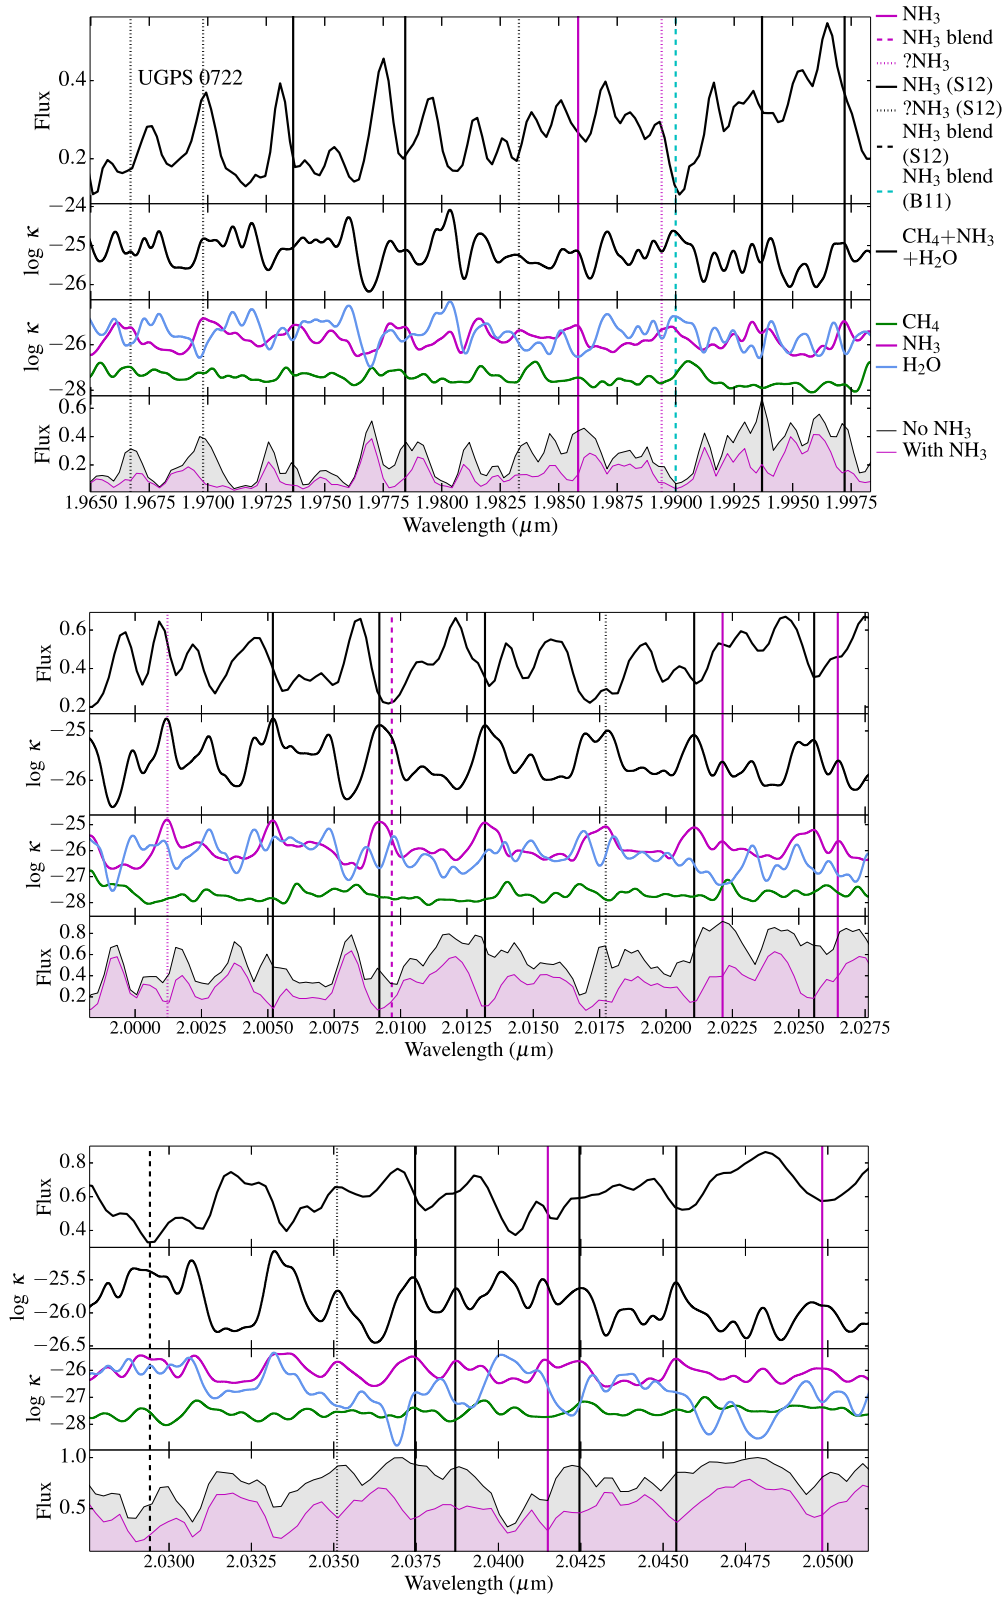 NH3
NH3 blend
?NH3
NH3 (S12)
?NH3 (S12)
NH3 blend
(S12)
NH3 blend
(B11)
CH4+NH3
+H2O
CH4
NH3
H2O
No NH3
With NH3
UGPS 0722
Flux
0.4
0.2
log κ
−24
−25
−26
log κ
−26
−28
Flux
0.6
0.4
0.2
1.9650 1.9675 1.9700 1.9725 1.9750 1.9775 1.9800 1.9825 1.9850 1.9875 1.9900 1.9925 1.9950 1.9975
Wavelength (μm)
Flux
0.6
0.4
0.2
log κ
−25
−26
log κ
−25
−26
−27
−28
Flux
0.8
0.6
0.4
0.2
2.0000 2.0025 2.0050 2.0075 2.0100 2.0125 2.0150 2.0175 2.0200 2.0225 2.0250 2.0275
Wavelength (μm)
Flux
0.8
0.6
0.4
log κ
−25.5
−26.0
−26.5
log κ
−26
−27
−28
Flux
1.0
0.5
2.0300 2.0325 2.0350 2.0375 2.0400 2.0425 2.0450 2.0475 2.0500
Wavelength (μm)